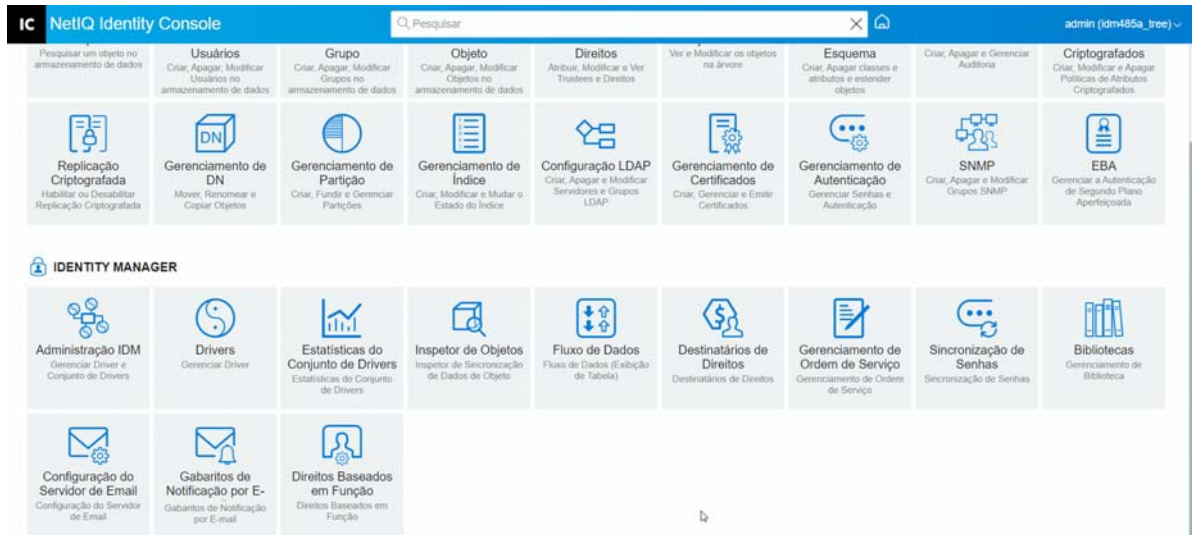 IC NetIQ Identity Console Pesquisar admin (idm485a_tree)
Pesquisar um objeto no
armazenamento de dados
Usuários
Criar, Apagar, Modificar
Usuários no
armazenamento de dados
Grupo
Criar, Apagar, Modificar
Grupos no
armazenamento de dados
Objeto
Criar, Apagar, Modificar
Objetos no
armazenamento de dados
Direitos
Atribuir, Modificar e Ver
Trustees e Direitos
Ver e Modificar os objetos
na árvore
Esquema
Criar, Apagar classes e
atributos e estender
objetos
Criar, Apagar e Gerenciar
Auditoria
Criptografados
Criar, Modificar e Apagar
Políticas de Atributos
Criptografados
Replicação
Criptografada
Habilitar ou Desabilitar
Replicação Criptografada
DN
Gerenciamento de
DN
Mover, Renomear e
Copiar Objetos
Gerenciamento de
Partição
Criar, Fundir e Gerenciar
Partições
Gerenciamento de
Índice
Criar, Modificar e Mudar o
Estado do Índice
Configuração LDAP
Criar, Apagar e Modificar
Servidores e Grupos
LDAP
Gerenciamento de
Certificados
Criar, Gerenciar e Emitir
Certificados
Gerenciamento de
Autenticação
Gerenciar Senhas e
Autenticação
SNMP
Criar, Apagar e Modificar
Grupos SNMP
EBA
Gerenciar a Autenticação
de Segundo Plano
Aperfeiçoada
IDENTITY MANAGER
Administração IDM
Gerenciar Driver e
Conjunto de Drivers
Drivers
Gerenciar Driver
Estatísticas do
Conjunto de Drivers
Estatísticas do Conjunto
de Drivers
Inspetor de Objetos
Inspetor de Sincronização
de Dados de Objeto
Fluxo de Dados
Fluxo de Dados (Exibição
de Tabela)
Destinatários de
Direitos
Destinatários de Direitos
Gerenciamento de
Ordem de Serviço
Gerenciamento de Ordem
de Serviço
Sincronização de
Senhas
Sincronização de Senhas
Bibliotecas
Gerenciamento de
Biblioteca
Configuração do
Servidor de Email
Configuração do Servidor
de Email
Gabaritos de
Notificação por E-
Gabaritos de Notificação
por E-mail
Direitos Baseados
em Função
Direitos Baseados em
Função